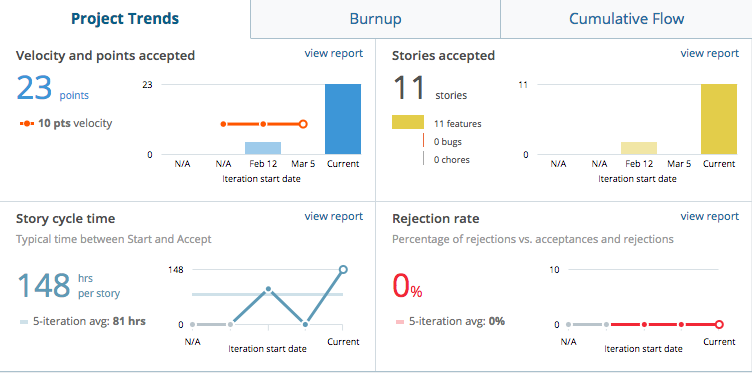 Project Trends
Burnup
Cumulative Flow
Velocity and points accepted
view report
23 points
10 pts velocity
23
0
N/A N/A Feb 12 Mar 5 Current
Iteration start date
Stories accepted
view report
11 stories
11 features
0 bugs
0 chores
11
0
N/A N/A Feb 12 Mar 5 Current
Iteration start date
Story cycle time
view report
Typical time between Start and Accept
148 hrs
per story
5-iteration avg: 81 hrs
148
0
N/A Current
Iteration start date
Rejection rate
view report
Percentage of rejections vs. acceptances and rejections
0%
5-iteration avg: 0%
10
0
N/A Current
Iteration start date